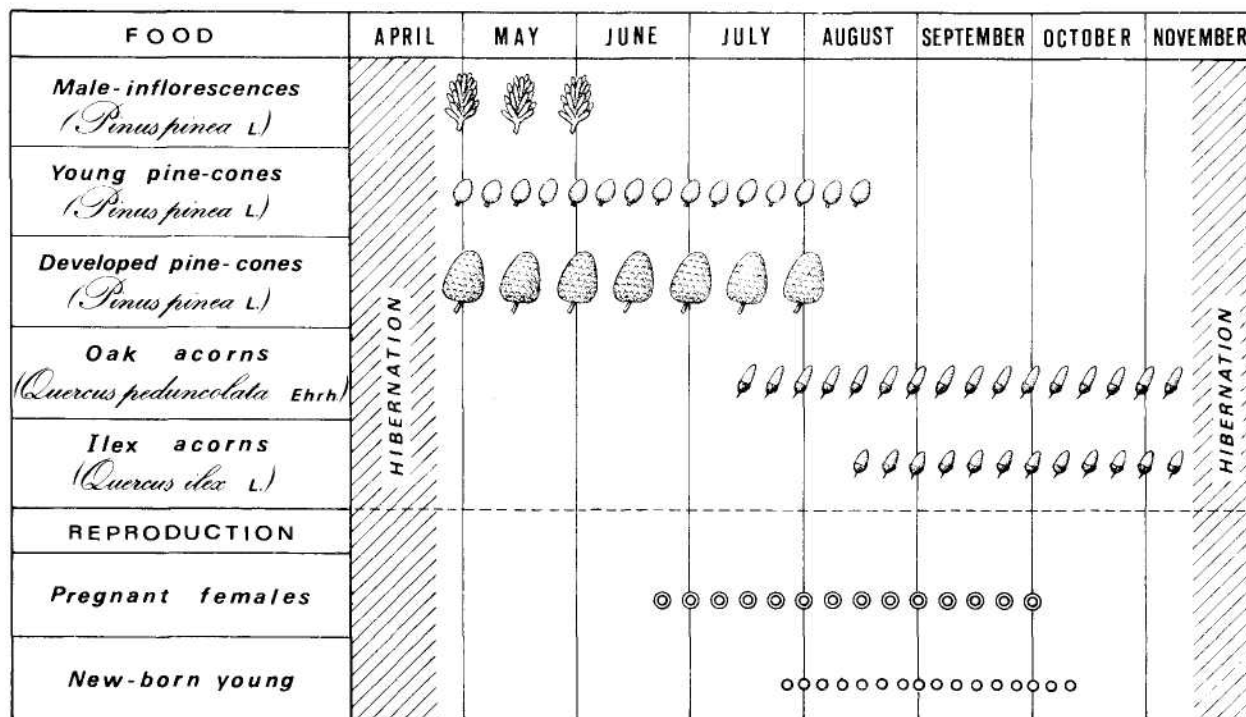 FOOD APRIL MAY JUNE JULY AUGUST SEPTEMBER OCTOBER NOVEMBER
Male-inflorescences
(Pinus pinea L.)
Young pine-cones
(Pinus pinea L.)
Developed pine-cones
(Pinus pinea L.)
Oak acorns
(Quercus peduncolata Ehrh.)
Ilex acorns
(Quercus ilex L.)
HIBERNATION
HIBERNATION
REPRODUCTION
Pregnant females
New-born young